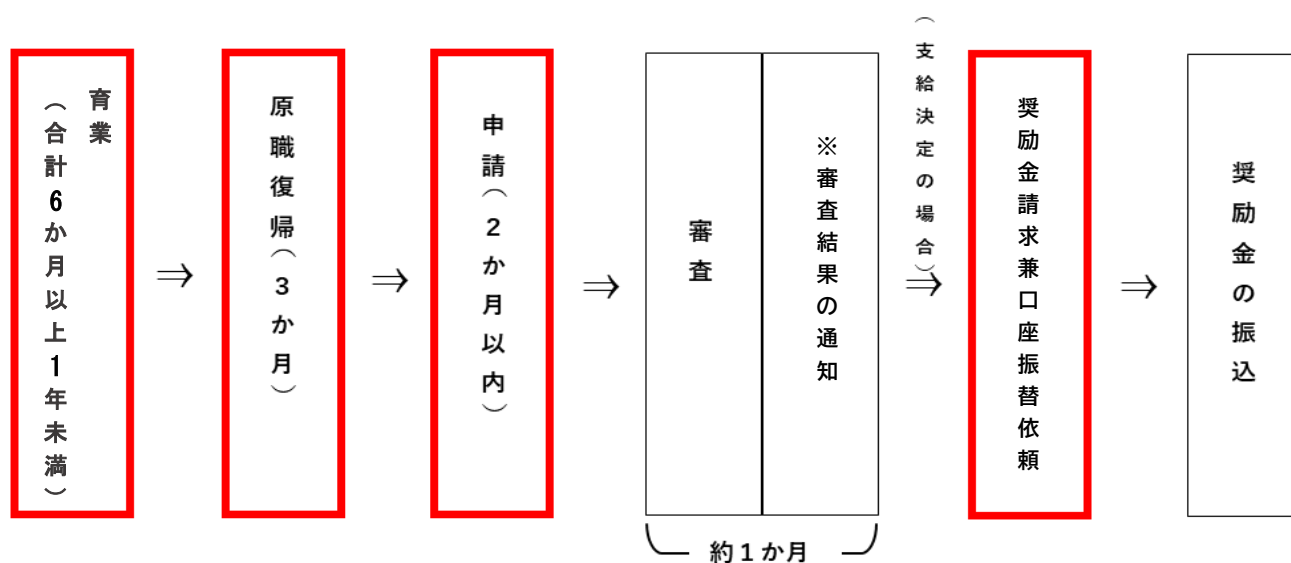 育業
（合計６か月以上１年未満）
⇒
原職復帰（３か月）
⇒
申請（２か月以内）
⇒
審査
※審査結果の通知
約１か月
（支給決定の場合）
⇒
奨励金請求兼口座振替依頼
⇒
奨励金の振込